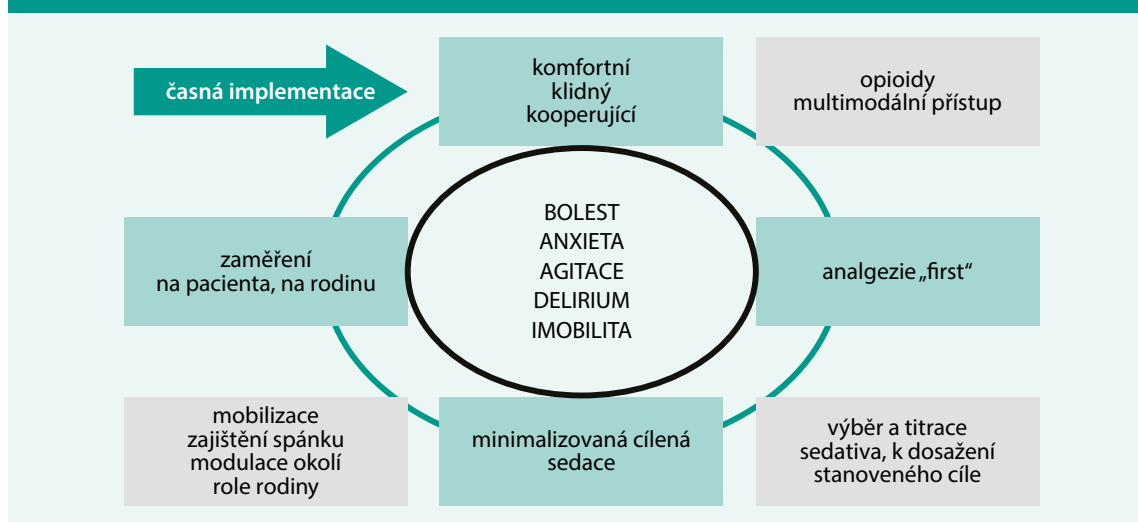 časná implementace
komfortní
klidný
kooperující
opioidy
multimodální přístup
zaměření
na pacienta, na rodinu
BOLEST
ANXIETA
AGITACE
DELIRIUM
IMOBILITA
analgezie „first“
mobilizace
zajištění spánku
modulace okolí
role rodiny
minimalizovaná cílená
sedace
výběr a titrace
sedativa, k dosažení
stanoveného cíle